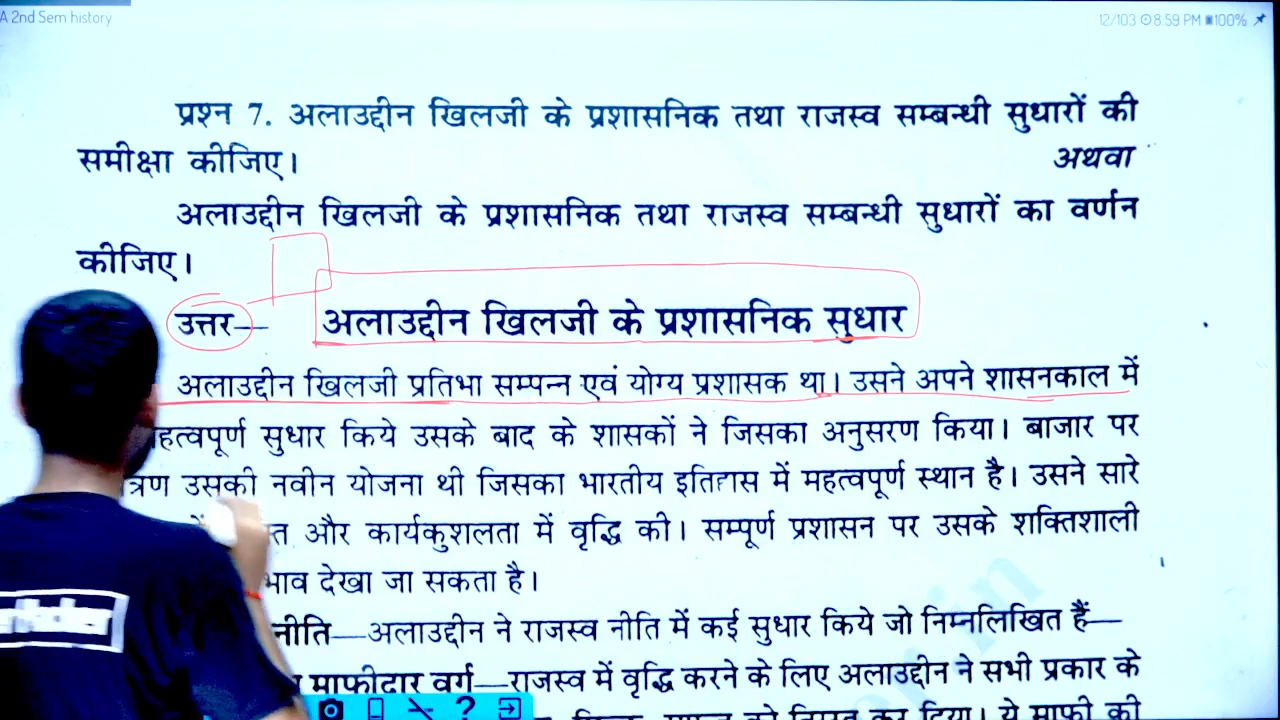 A 2nd Sem history
12/103 8:59 PM 100%
प्रश्न 7. अलाउद्दीन खिलजी के प्रशासनिक तथा राजस्व सम्बन्धी सुधारों की
समीक्षा कीजिए।
अथवा
अलाउद्दीन खिलजी के प्रशासनिक तथा राजस्व सम्बन्धी सुधारों का वर्णन
कीजिए।
उत्तर— अलाउद्दीन खिलजी के प्रशासनिक सुधार
अलाउद्दीन खिलजी प्रतिभा सम्पन्न एवं योग्य प्रशासक था। उसने अपने शासनकाल में
सुधार किये उसके बाद के शासकों ने जिसका अनुसरण किया। बाजार पर
उसकी नवीन योजना थी जिसका भारतीय इतिहास में महत्वपूर्ण स्थान है। उसने सारे
और कार्यकुशलता में वृद्धि की। सम्पूर्ण प्रशासन पर उसके शक्तिशाली
देखा जा सकता है।
नीति—अलाउद्दीन ने राजस्व नीति में कई सुधार किये जो निम्नलिखित हैं—
माफीदार वर्ग—राजस्व में वृद्धि करने के लिए अलाउद्दीन ने सभी प्रकार के
कर दिया। ये माफी की